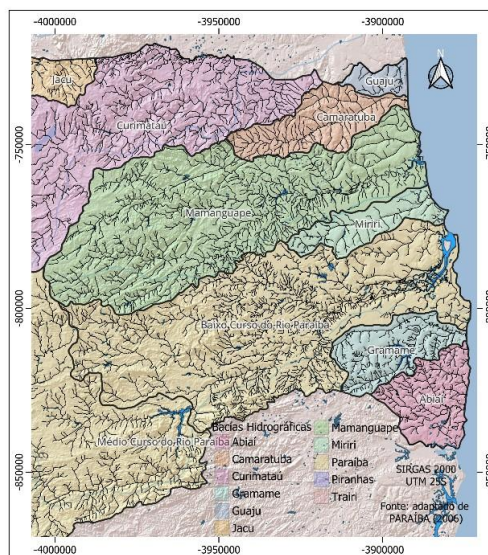 -4000000 -3950000 -3900000
N
Jacu
Guaju
Curimataú
Camaratuba
-750000
Mamanguape
Miriri
-800000
Baixo Curso do Rio Paraíba
Gramame
Abiaí
Médio Curso do Rio Paraíba
-850000
Bacias Hidrográficas
Abiaí
Camaratuba
Curimataú
Gramame
Guaju
Jacu
Mamanguape
Miriri
Paraíba
Piranhas
Trairi
SIRGAS 2000
UTM 25S
Fonte: adaptado de
PARAÍBA (2006)
-4000000 -3950000 -3900000